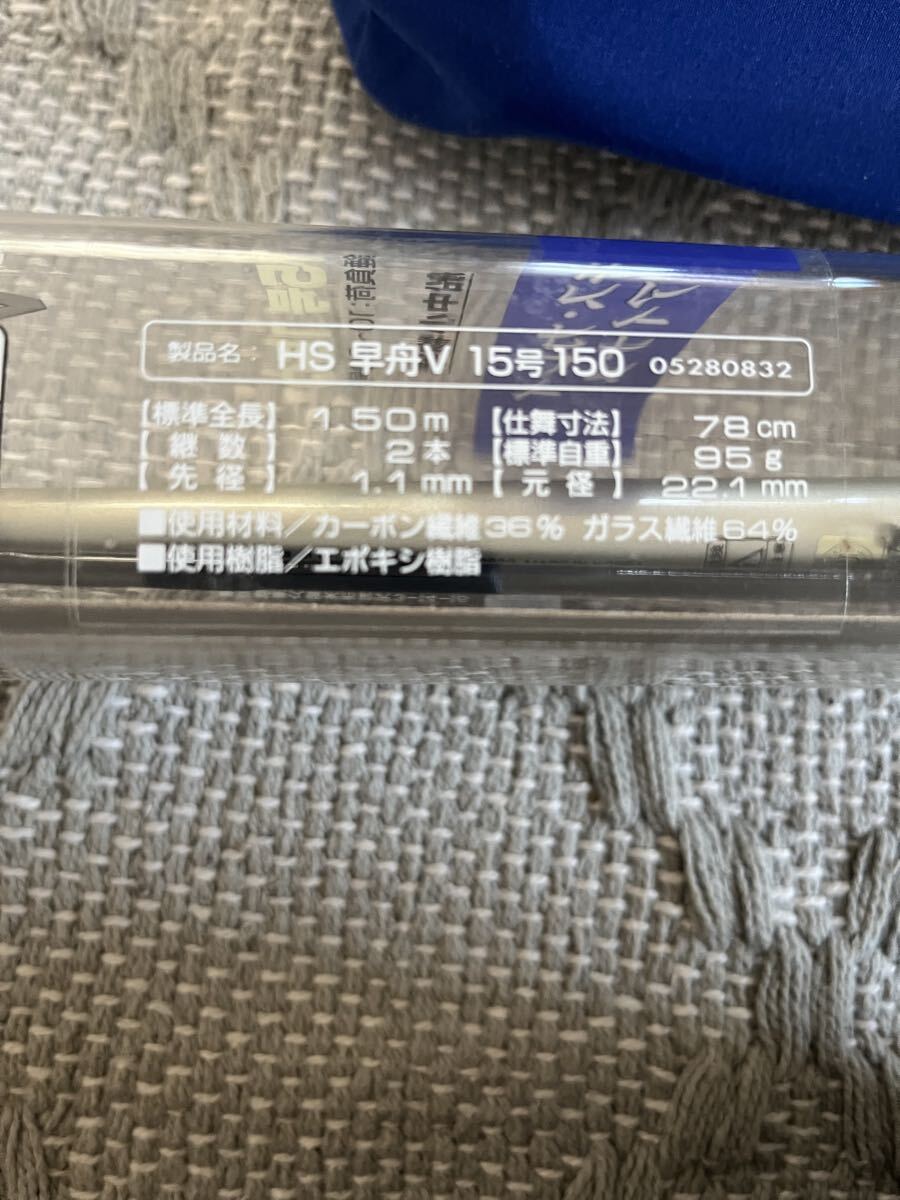 製品名: HS 早舟V 15号150 05280832
【標準全長】 1.50m 【仕舞寸法】 78cm
【継数】 2本 【標準自重】 95g
【先径】 1.1mm 【元径】 22.1mm
■使用材料/カーボン繊維36% ガラス繊維64%
■使用樹脂/エポキシ樹脂